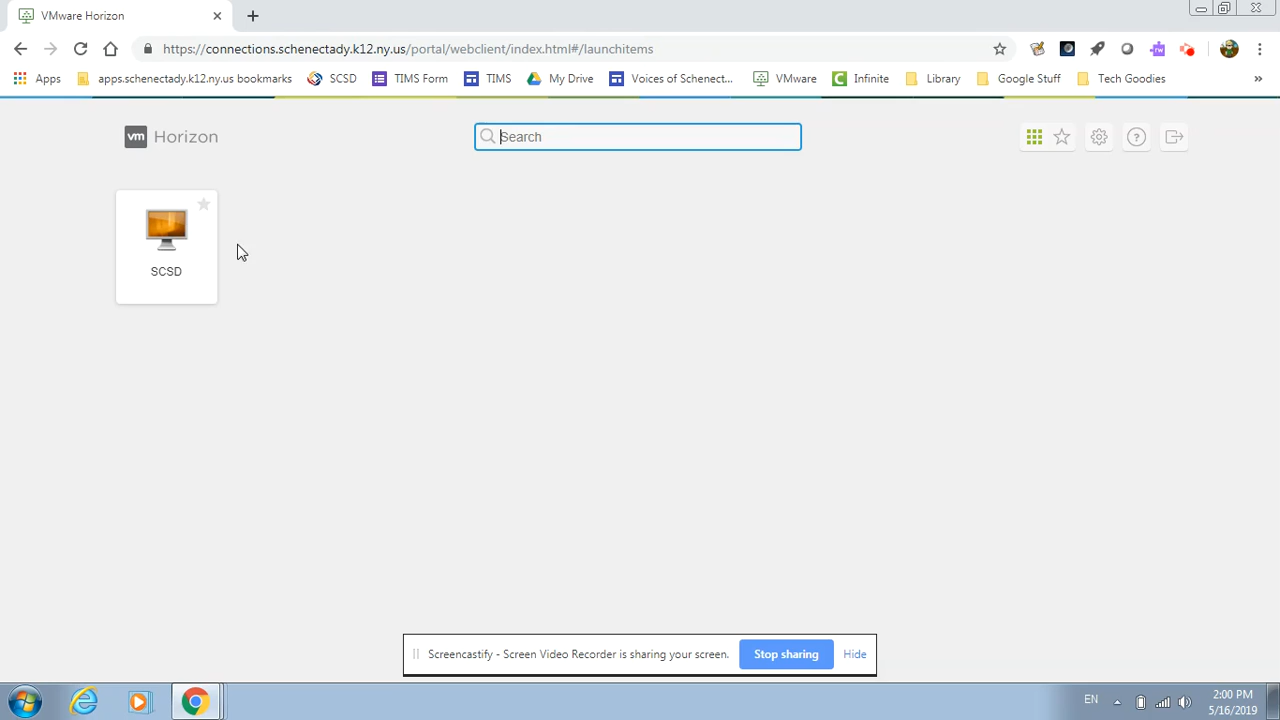 VMware Horizon
https://connections.schenectady.k12.ny.us/portal/webclient/index.html#/launchitems
Apps apps.schenectady.k12.ny.us bookmarks SCSD TIMS Form TIMS My Drive Voices of Schenect... VMware Infinite Library Google Stuff Tech Goodies »
vm Horizon Search ?
SCSD
Screencastify - Screen Video Recorder is sharing your screen. Stop sharing Hide
EN 2:00 PM
5/16/2019